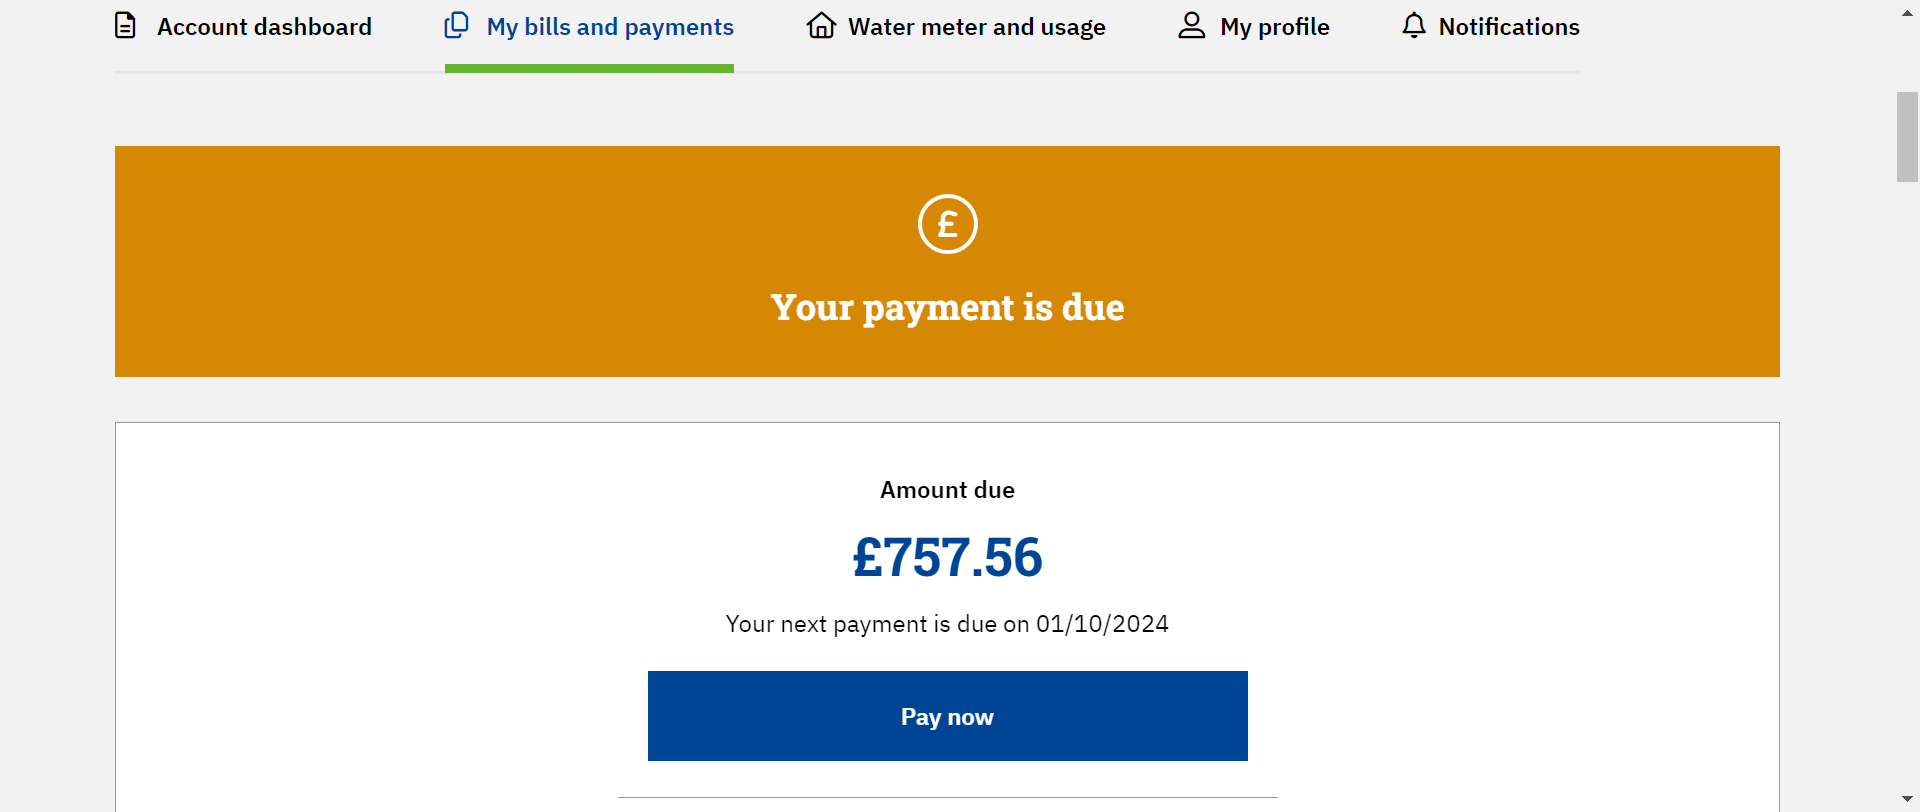 Account dashboard My bills and payments Water meter and usage My profile Notifications
£
Your payment is due
Amount due
£757.56
Your next payment is due on 01/10/2024
Pay now